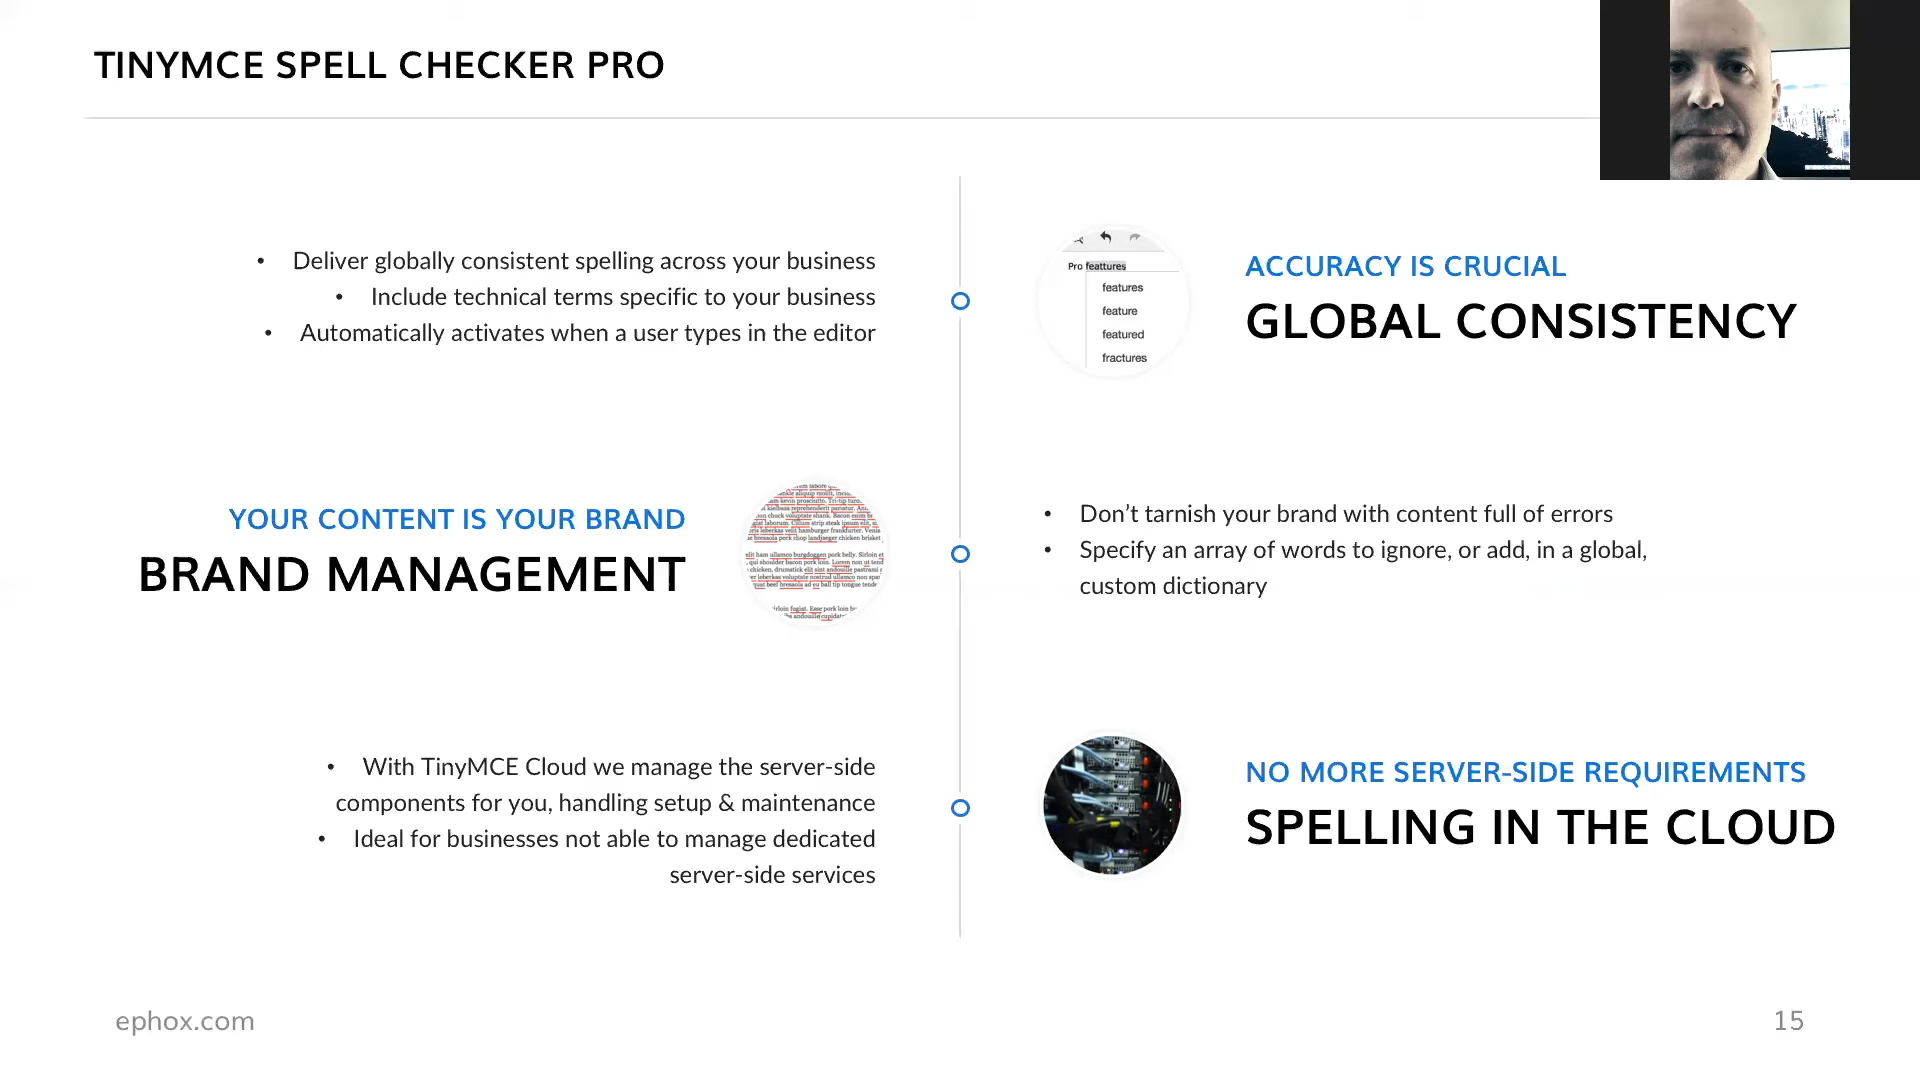 TINYMCE SPELL CHECKER PRO
• Deliver globally consistent spelling across your business
• Include technical terms specific to your business
• Automatically activates when a user types in the editor
Pro feattures
features
feature
featured
fractures
ACCURACY IS CRUCIAL
GLOBAL CONSISTENCY
YOUR CONTENT IS YOUR BRAND
BRAND MANAGEMENT
• Don’t tarnish your brand with content full of errors
• Specify an array of words to ignore, or add, in a global,
custom dictionary
• With TinyMCE Cloud we manage the server-side
components for you, handling setup & maintenance
• Ideal for businesses not able to manage dedicated
server-side services
NO MORE SERVER-SIDE REQUIREMENTS
SPELLING IN THE CLOUD
ephox.com
15